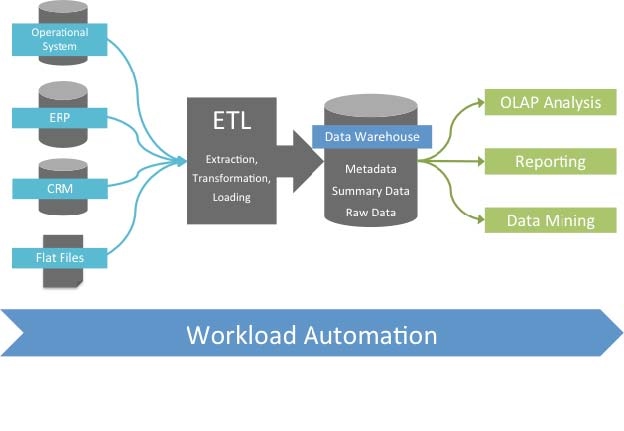 Operational
System
ERP
CRM
Flat Files
ETL
Extraction,
Transformation,
Loading
Data Warehouse
Metadata
Summary Data
Raw Data
OLAP Analysis
Reporting
Data Mining
Workload Automation